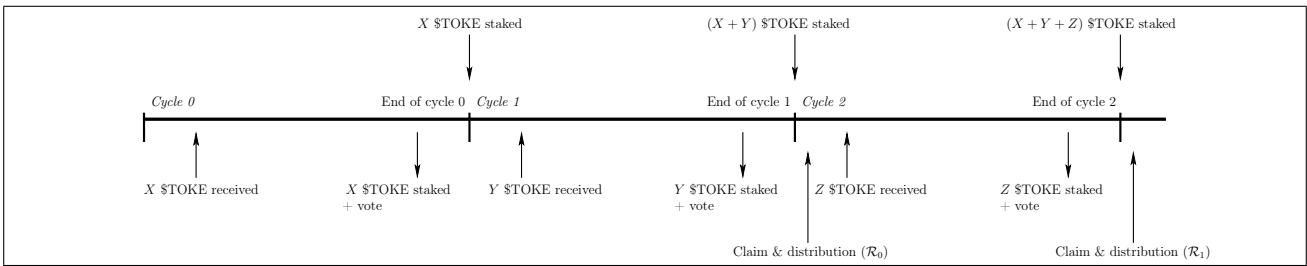 X $TOKE staked
(X + Y) $TOKE staked
(X + Y + Z) $TOKE staked
Cycle 0
End of cycle 0
Cycle 1
End of cycle 1
Cycle 2
End of cycle 2
X $TOKE received
X $TOKE staked
+ vote
Y $TOKE received
Y $TOKE staked
+ vote
Z $TOKE received
Z $TOKE staked
+ vote
Claim & distribution (ℛ₀)
Claim & distribution (ℛ₁)